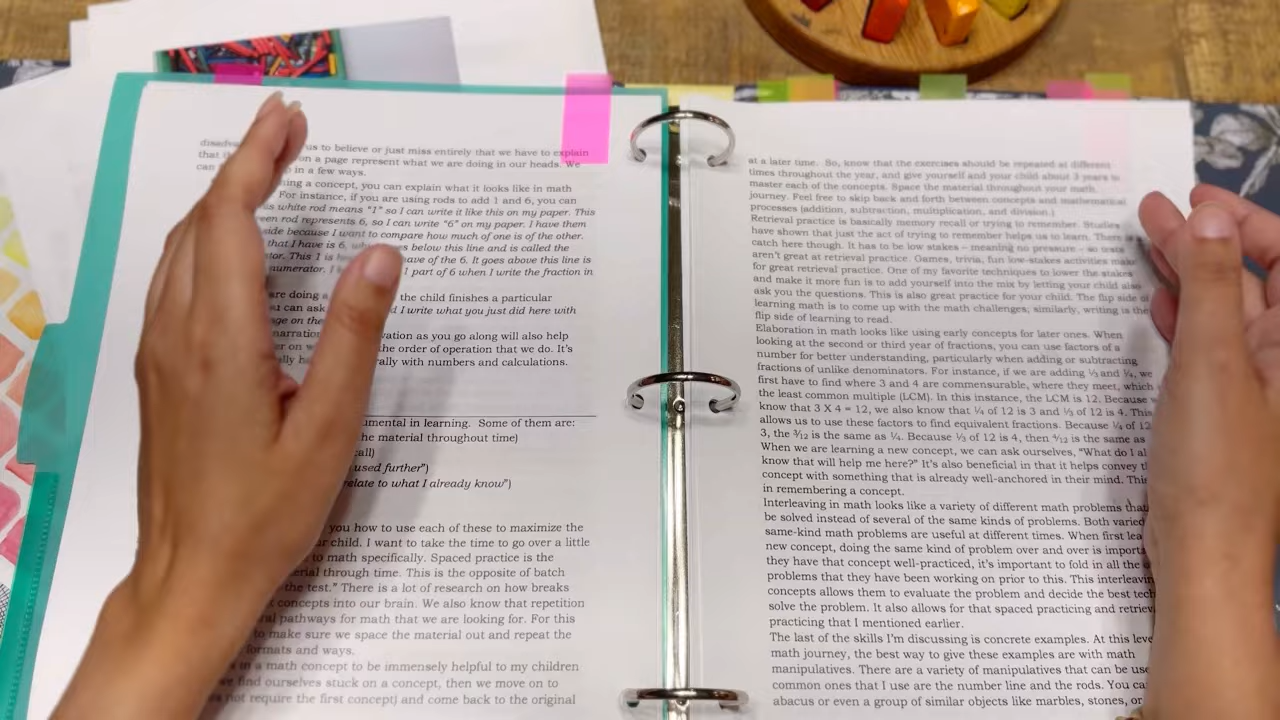 us to believe or just miss entirely that we have to explain
on a page represent what we are doing in our heads. We
can in a few ways.
a concept, you can explain what it looks like in math
For instance, if you are using rods to add 1 and 6, you can
white rod means "1" so I can write it like this on my paper. This
rod represents 6, so I can write "6" on my paper. I have them
because I want to compare how much of one is of the other.
that I have is 6, below this line and is called the
This 1 is of the 6. It goes above this line is
numerator. I 1 part of 6 when I write the fraction in
are doing the child finishes a particular
can ask I write what you just did here with
on the
narration as you go along will also help
on the order of operation that we do. It's
with numbers and calculations.
in learning. Some of them are:
the material throughout time)
used further")
relate to what I already know")
you how to use each of these to maximize the
child. I want to take the time to go over a little
to math specifically. Spaced practice is the
through time. This is the opposite of batch
the test." There is a lot of research on how breaks
concepts into our brain. We also know that repetition
pathways for math that we are looking for. For this
to make sure we space the material out and repeat the
formats and ways.
in a math concept to be immensely helpful to my children
find ourselves stuck on a concept, then we move on to
not require the first concept) and come back to the original
at a later time. So, know that the exercises should be repeated at different
times throughout the year, and give yourself and your child about 3 years to
master each of the concepts. Space the material throughout your math
journey. Feel free to skip back and forth between concepts and mathematical
processes (addition, subtraction, multiplication, and division.)
Retrieval practice is basically memory recall or trying to remember. Studies
have shown that just the act of trying to remember helps us to learn. There is
catch here though. It has to be low stakes – meaning no pressure – so tests
aren't great at retrieval practice. Games, trivia, fun low-stakes activities make
for great retrieval practice. One of my favorite techniques to lower the stakes
and make it more fun is to add yourself into the mix by letting your child also
ask you the questions. This is also great practice for your child. The flip side of
learning math is to come up with the math challenges; similarly, writing is the
flip side of learning to read.
Elaboration in math looks like using early concepts for later ones. When
looking at the second or third year of fractions, you can use factors of a
number for better understanding, particularly when adding or subtracting
fractions of unlike denominators. For instance, if we are adding ⅓ and ¼, we
first have to find where 3 and 4 are commensurable, where they meet, which
the least common multiple (LCM). In this instance, the LCM is 12. Because
know that 3 X 4 = 12, we also know that ¼ of 12 is 3 and ⅓ of 12 is 4. This
allows us to use these factors to find equivalent fractions. Because ¼ of 12
3, the ³⁄₁₂ is the same as ¼. Because ⅓ of 12 is 4, then ⁴⁄₁₂ is the same as
When we are learning a new concept, we can ask ourselves, "What do I al
know that will help me here?" It's also beneficial in that it helps convey
concept with something that is already well-anchored in their mind. This
in remembering a concept.
Interleaving in math looks like a variety of different math problems that
be solved instead of several of the same kinds of problems. Both varied
same-kind math problems are useful at different times. When first lea
new concept, doing the same kind of problem over and over is importa
they have that concept well-practiced, it's important to fold in all the
problems that they have been working on prior to this. This interleavin
concepts allows them to evaluate the problem and decide the best tech
solve the problem. It also allows for that spaced practicing and retriev
practicing that I mentioned earlier.
The last of the skills I'm discussing is concrete examples. At this leve
math journey, the best way to give these examples are with math
manipulatives. There are a variety of manipulatives that can be use
common ones that I use are the number line and the rods. You ca
abacus or even a group of similar objects like marbles, stones, or